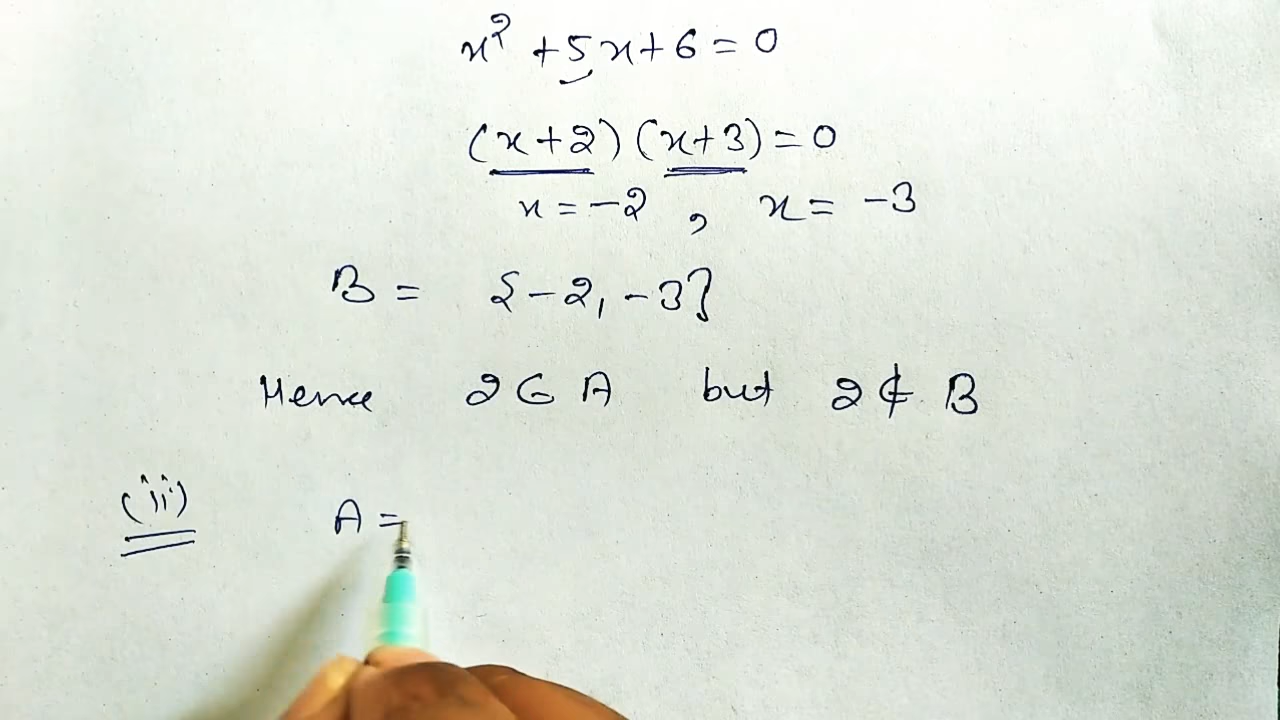 x² + 5x + 6 = 0
(x + 2) (x + 3) = 0
x = -2 , x = -3
B = {-2, -3}
Hence 2 ∈ A but 2 ∉ B
(ii) A =